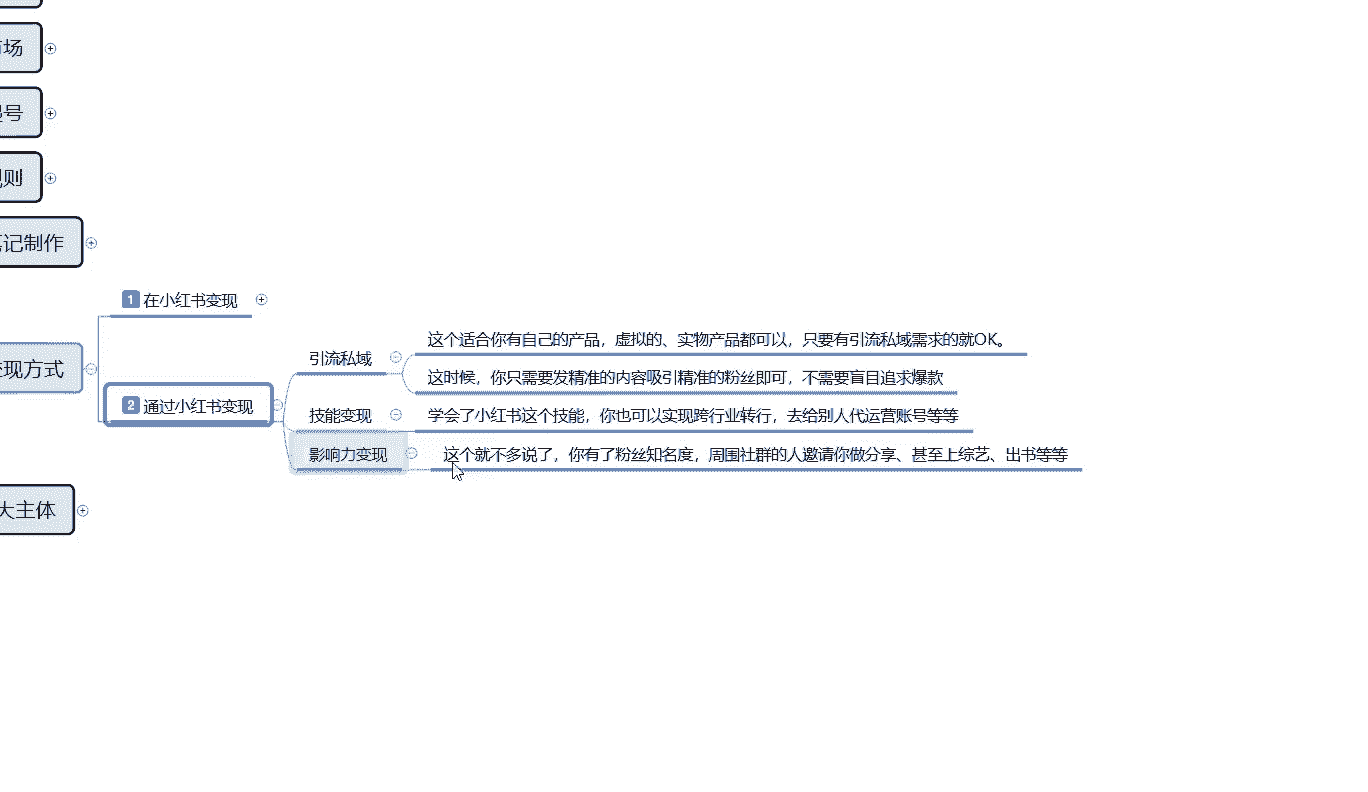 场
号
则
记制作
1 在小红书变现
现方式
2 通过小红书变现
引流私域
这个适合你有自己的产品，虚拟的、实物产品都可以，只要有引流私域需求的就OK。
这时候，你只需要发精准的内容吸引精准的粉丝即可，不需要盲目追求爆款
技能变现
学会了小红书这个技能，你也可以实现跨行业转行，去给别人代运营账号等等
影响力变现
这个就不多说了，你有了粉丝知名度，周围社群的人邀请你做分享、甚至上综艺、出书等等
大主体